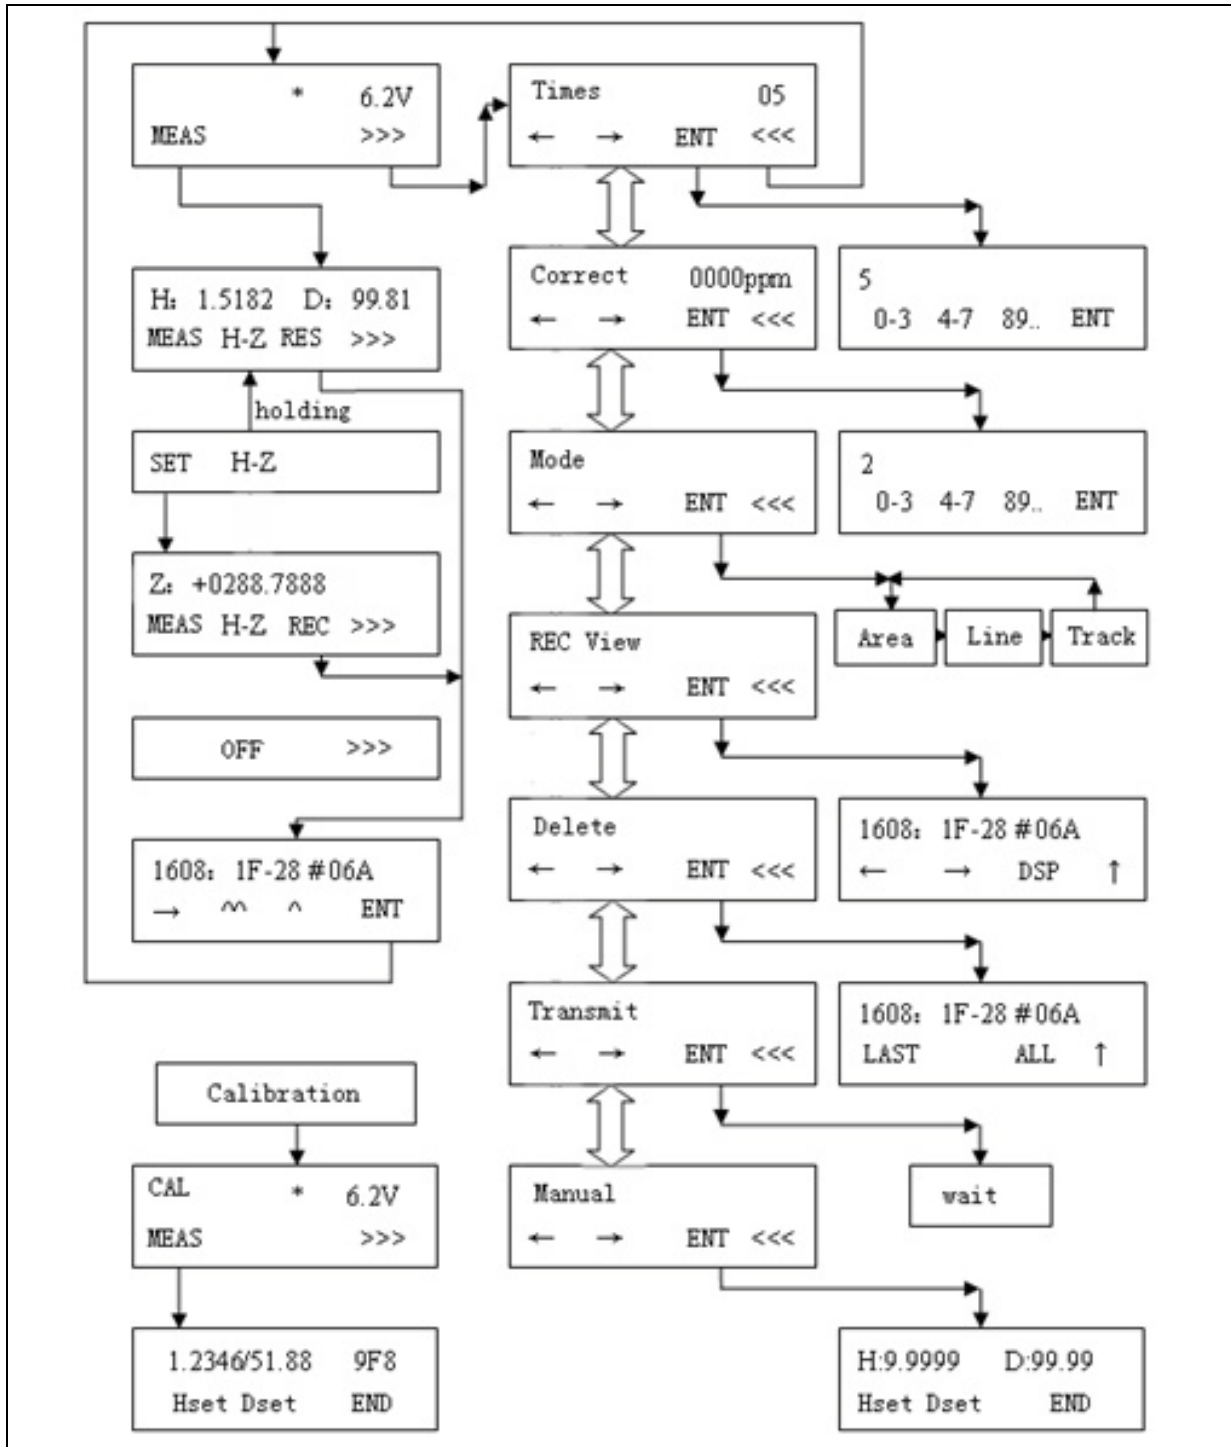 * 6.2V
MEAS >>>
H: 1.5182 D: 99.81
MEAS H-Z RES >>>
holding
SET H-Z
Z: +0288.7888
MEAS H-Z REC >>>
OFF >>>
1608: 1F-28 #06A
→ ^^ ^ ENT
Calibration
CAL * 6.2V
MEAS >>>
1.2346/51.88 9F8
Hset Dset END
Times 05
← → ENT <<<
Correct 0000ppm
← → ENT <<<
Mode
← → ENT <<<
REC View
← → ENT <<<
Delete
← → ENT <<<
Transmit
← → ENT <<<
Manual
← → ENT <<<
5
0-3 4-7 89.. ENT
2
0-3 4-7 89.. ENT
Area Line Track
1608: 1F-28 #06A
← → DSP ↑
1608: 1F-28 #06A
LAST ALL ↑
wait
H:9.9999 D:99.99
Hset Dset END